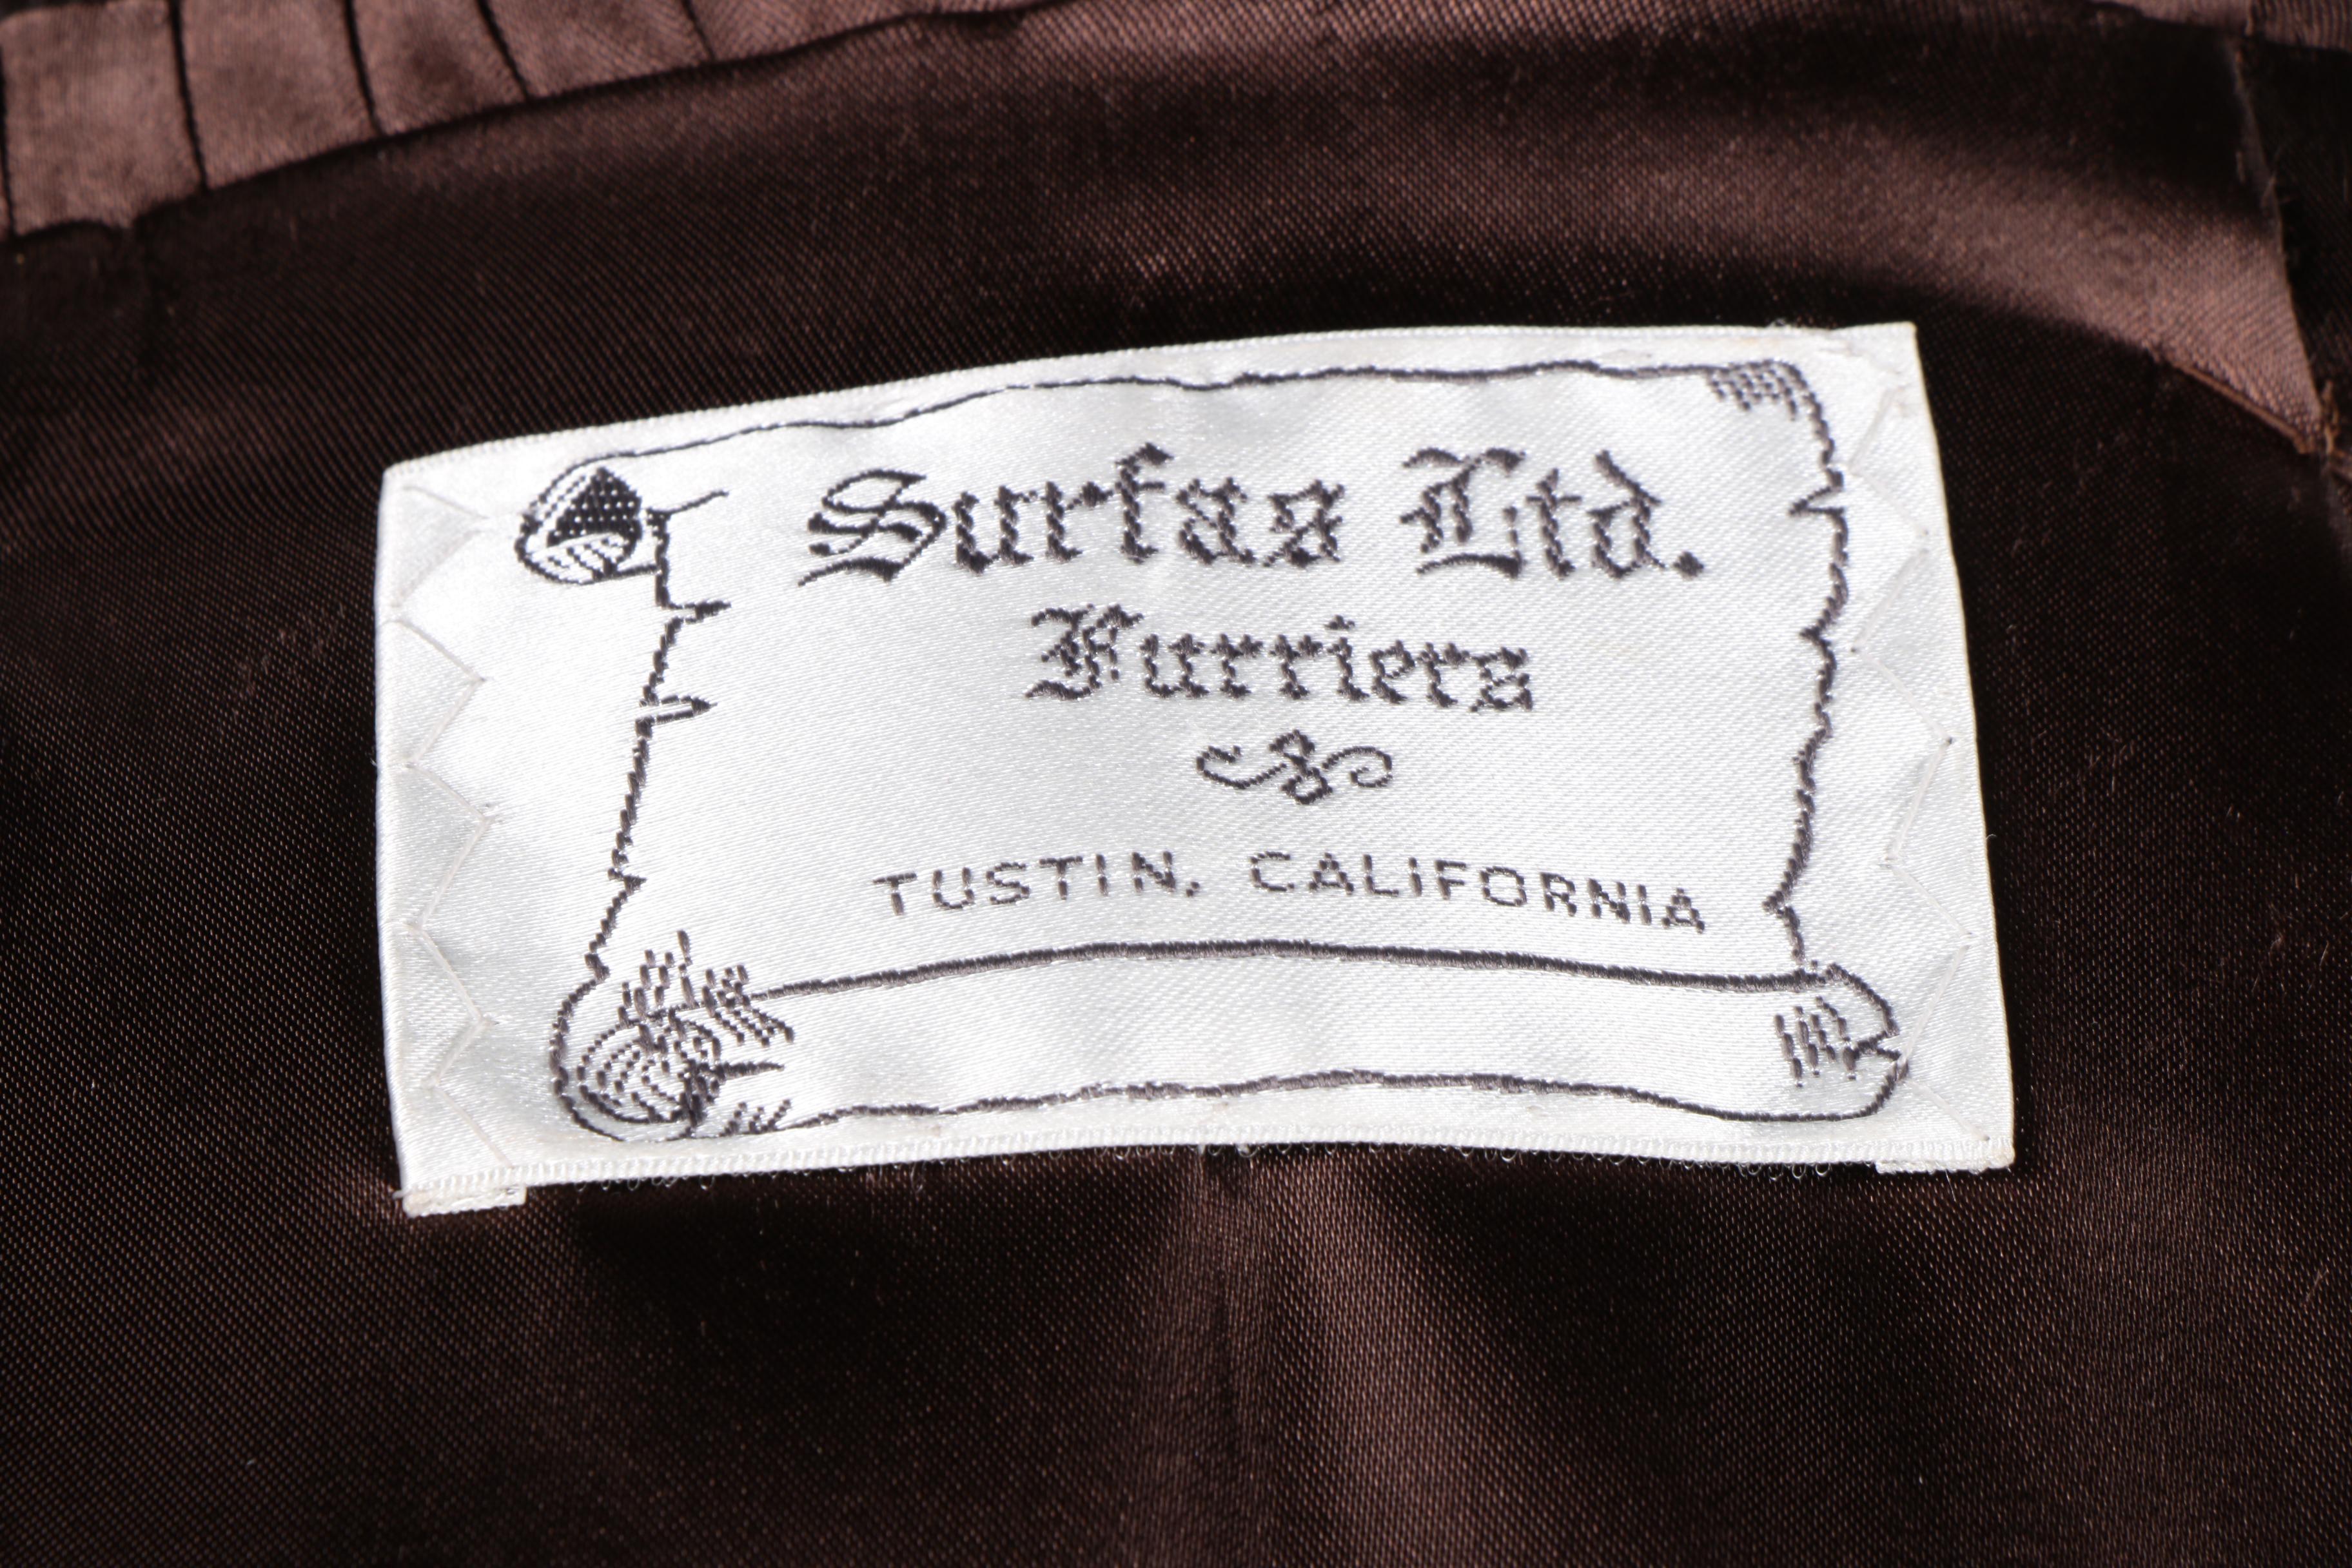 Surfas Ltd.
Furriers
TUSTIN, CALIFORNIA